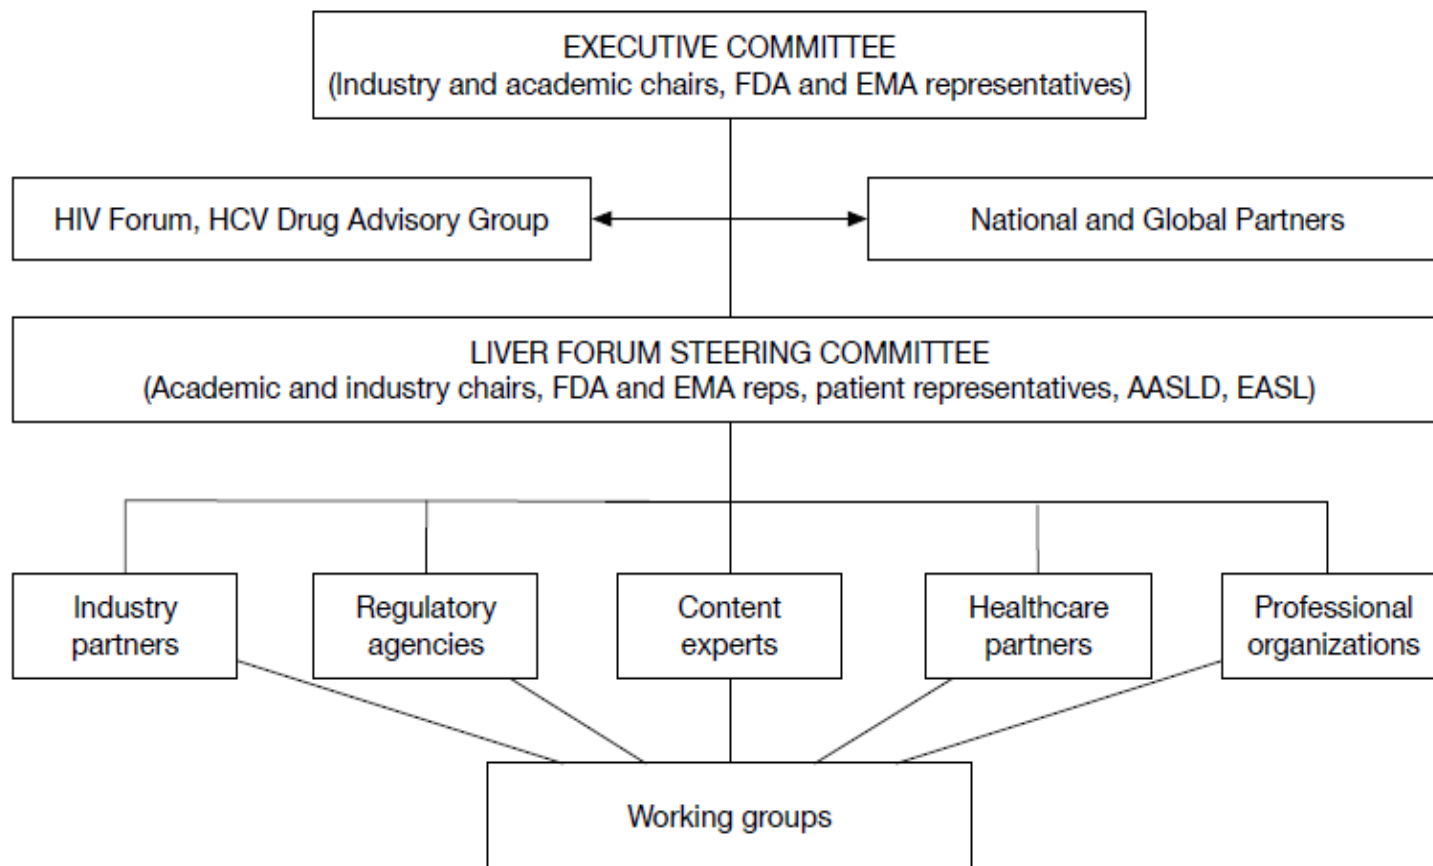 EXECUTIVE COMMITTEE
(Industry and academic chairs, FDA and EMA representatives)
HIV Forum, HCV Drug Advisory Group
National and Global Partners
LIVER FORUM STEERING COMMITTEE
(Academic and industry chairs, FDA and EMA reps, patient representatives, AASLD, EASL)
Industry
partners
Regulatory
agencies
Content
experts
Healthcare
partners
Professional
organizations
Working groups